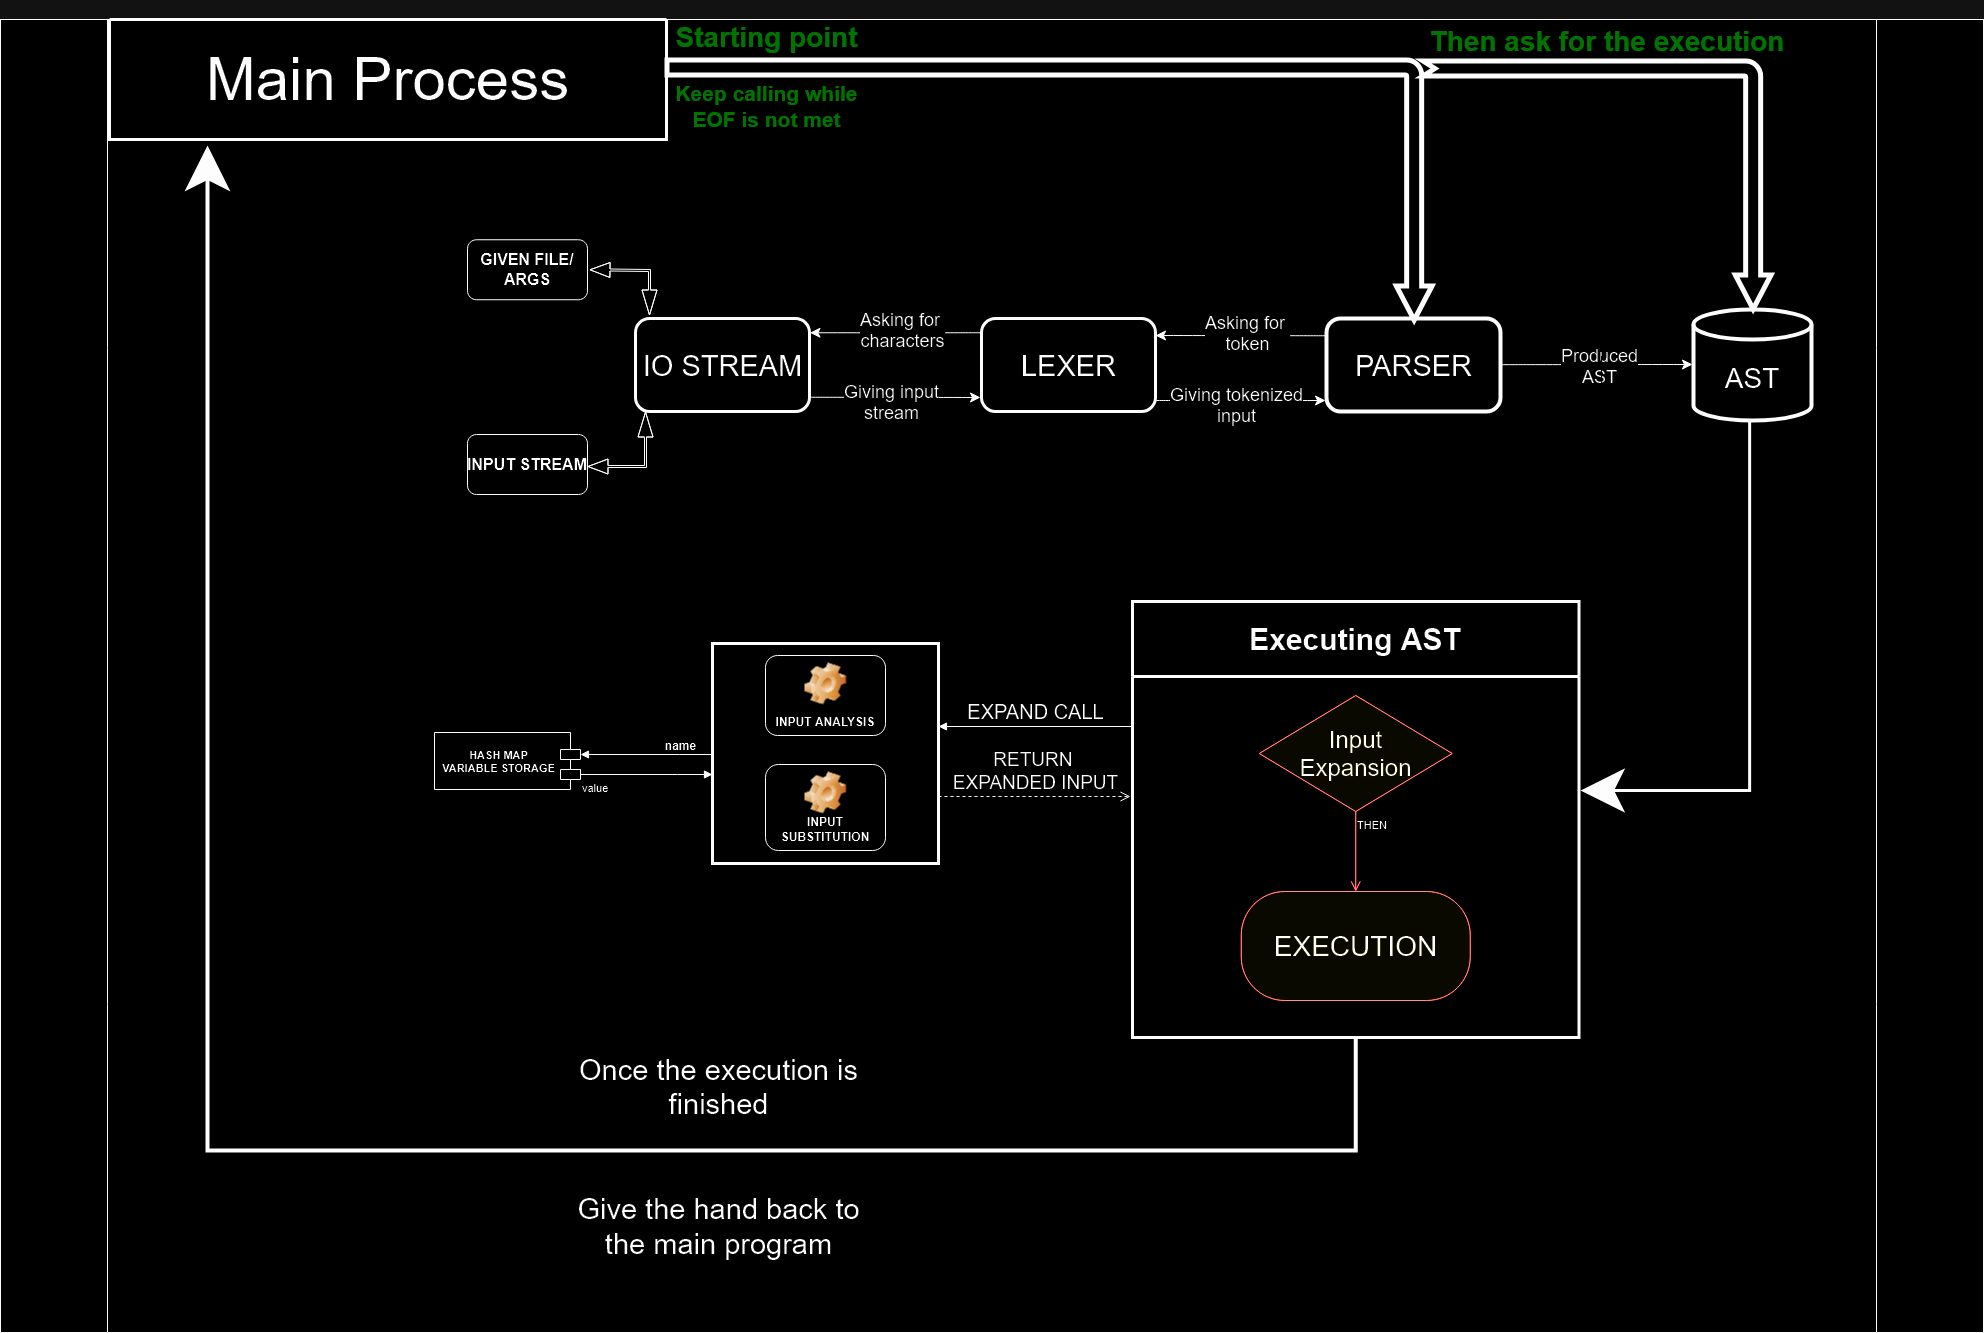 Main Process
Starting point
Keep calling while
EOF is not met
Then ask for the execution
GIVEN FILE/
ARGS
IO STREAM
INPUT STREAM
Asking for
characters
Giving input
stream
LEXER
Asking for
token
Giving tokenized
input
PARSER
Produced
AST
AST
Executing AST
Input
Expansion
THEN
EXECUTION
EXPAND CALL
RETURN
EXPANDED INPUT
INPUT ANALYSIS
INPUT
SUBSTITUTION
name
value
HASH MAP
VARIABLE STORAGE
Once the execution is
finished
Give the hand back to
the main program